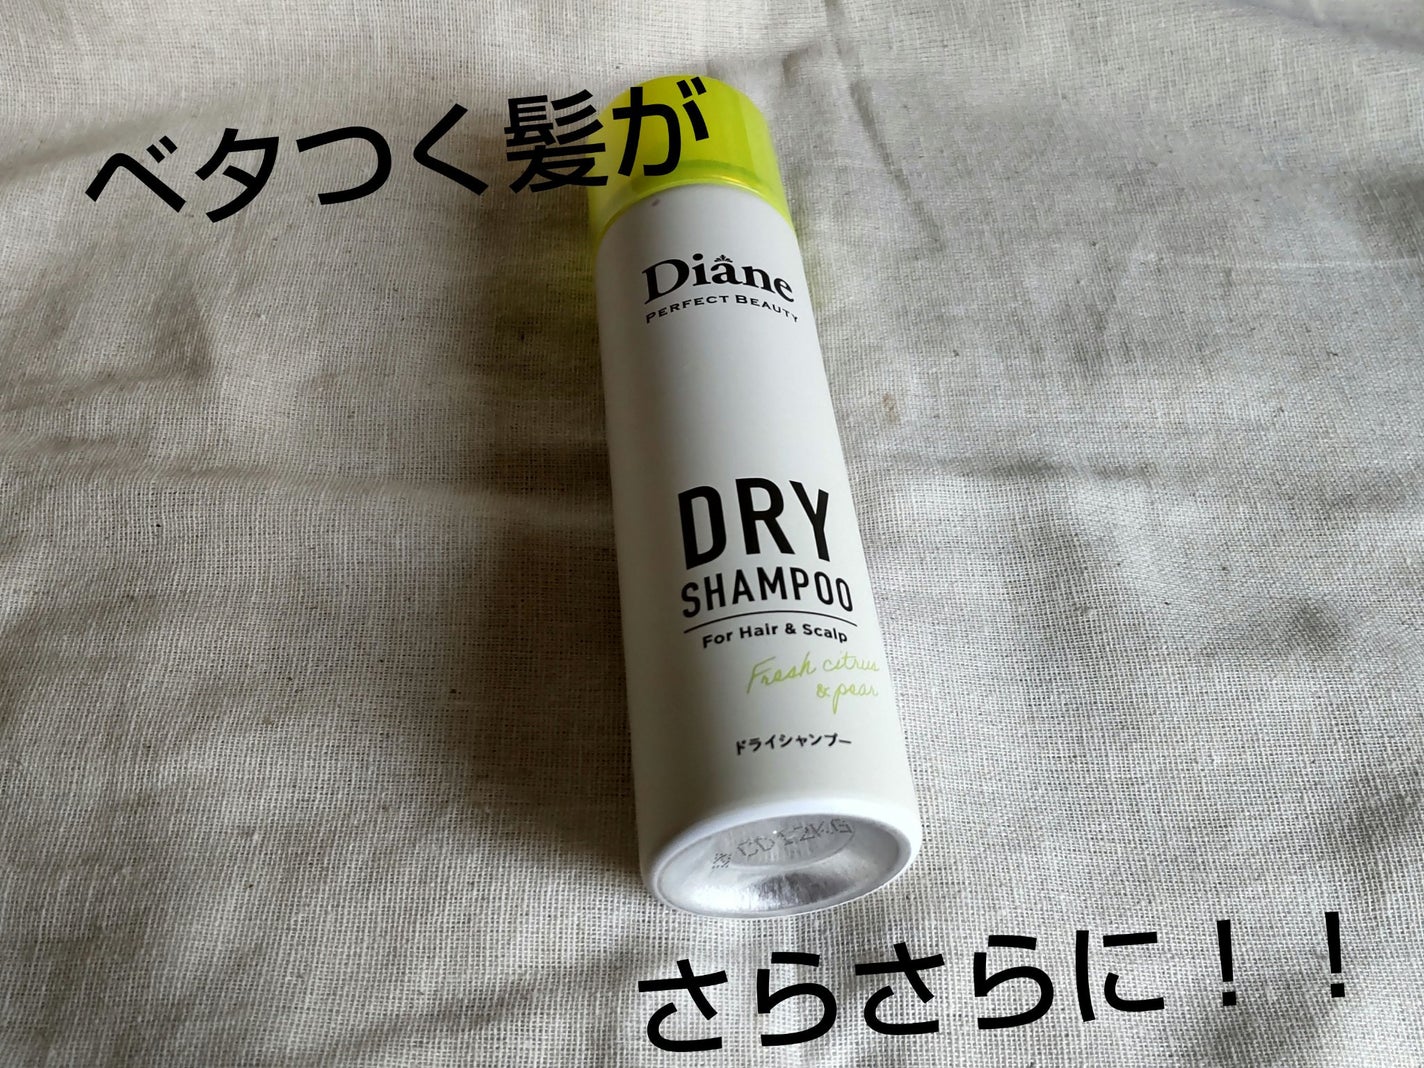 ベタつく髪が
Diane
PERFECT BEAUTY
DRY
SHAMPOO
For Hair & Scalp
Fresh citrus
& pear
ドライシャンプー
さらさらに！！